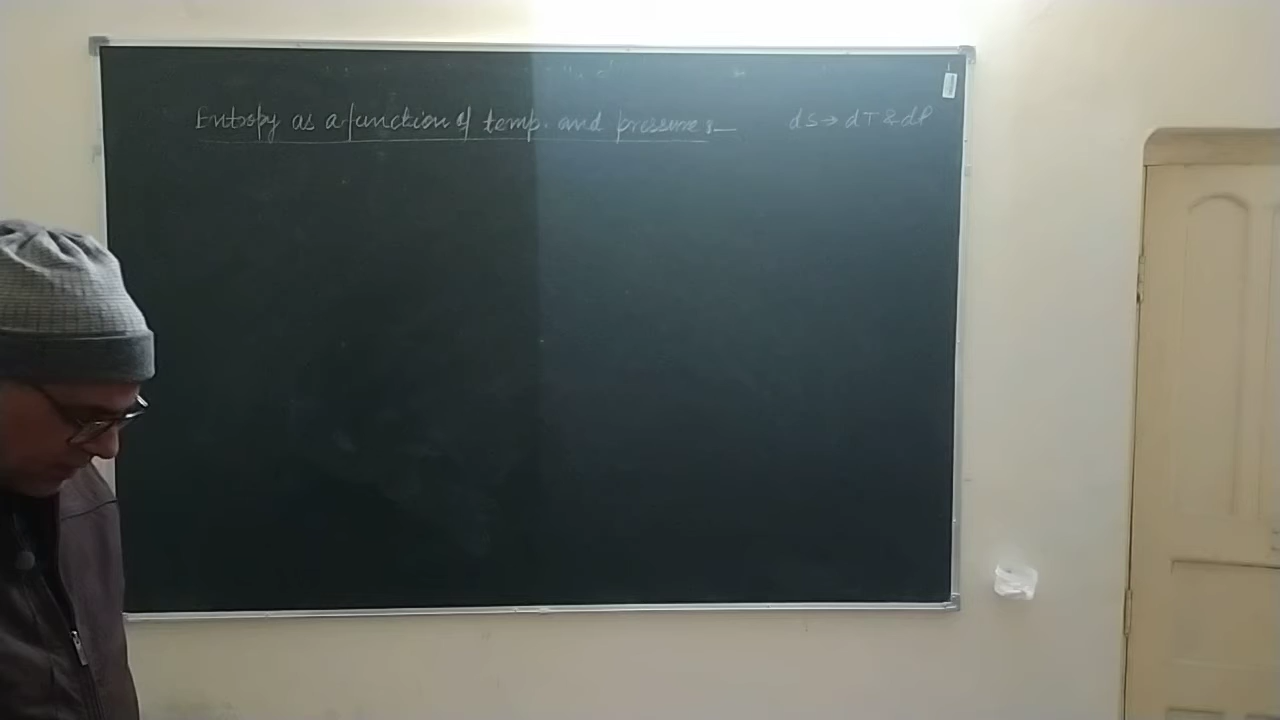 Entropy as a function of temp. and pressure :- dS → dT & dP